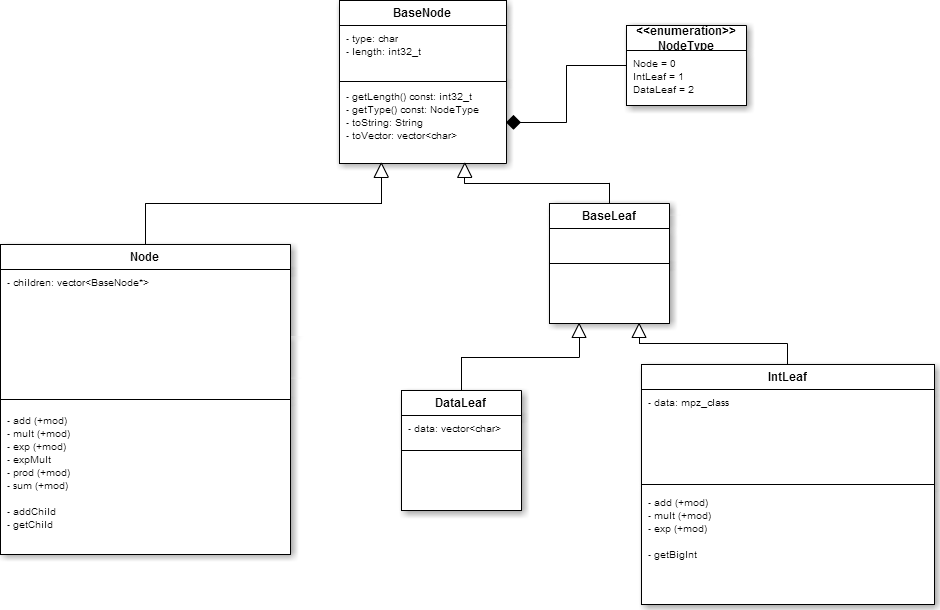 BaseNode
- type: char
- length: int32_t
- getLength() const: int32_t
- getType() const: NodeType
- toString: String
- toVector: vector<char>
<<enumeration>>
NodeType
Node = 0
IntLeaf = 1
DataLeaf = 2
BaseLeaf
Node
- children: vector<BaseNode*>
- add (+mod)
- mult (+mod)
- exp (+mod)
- expMult
- prod (+mod)
- sum (+mod)
- addChild
- getChild
DataLeaf
- data: vector<char>
IntLeaf
- data: mpz_class
- add (+mod)
- mult (+mod)
- exp (+mod)
- getBigInt